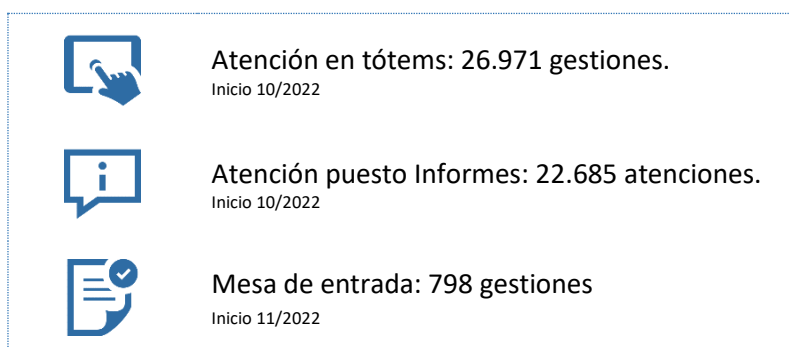 Atención en tótems: 26.971 gestiones.
Inicio 10/2022
Atención puesto Informes: 22.685 atenciones.
Inicio 10/2022
Mesa de entrada: 798 gestiones
Inicio 11/2022